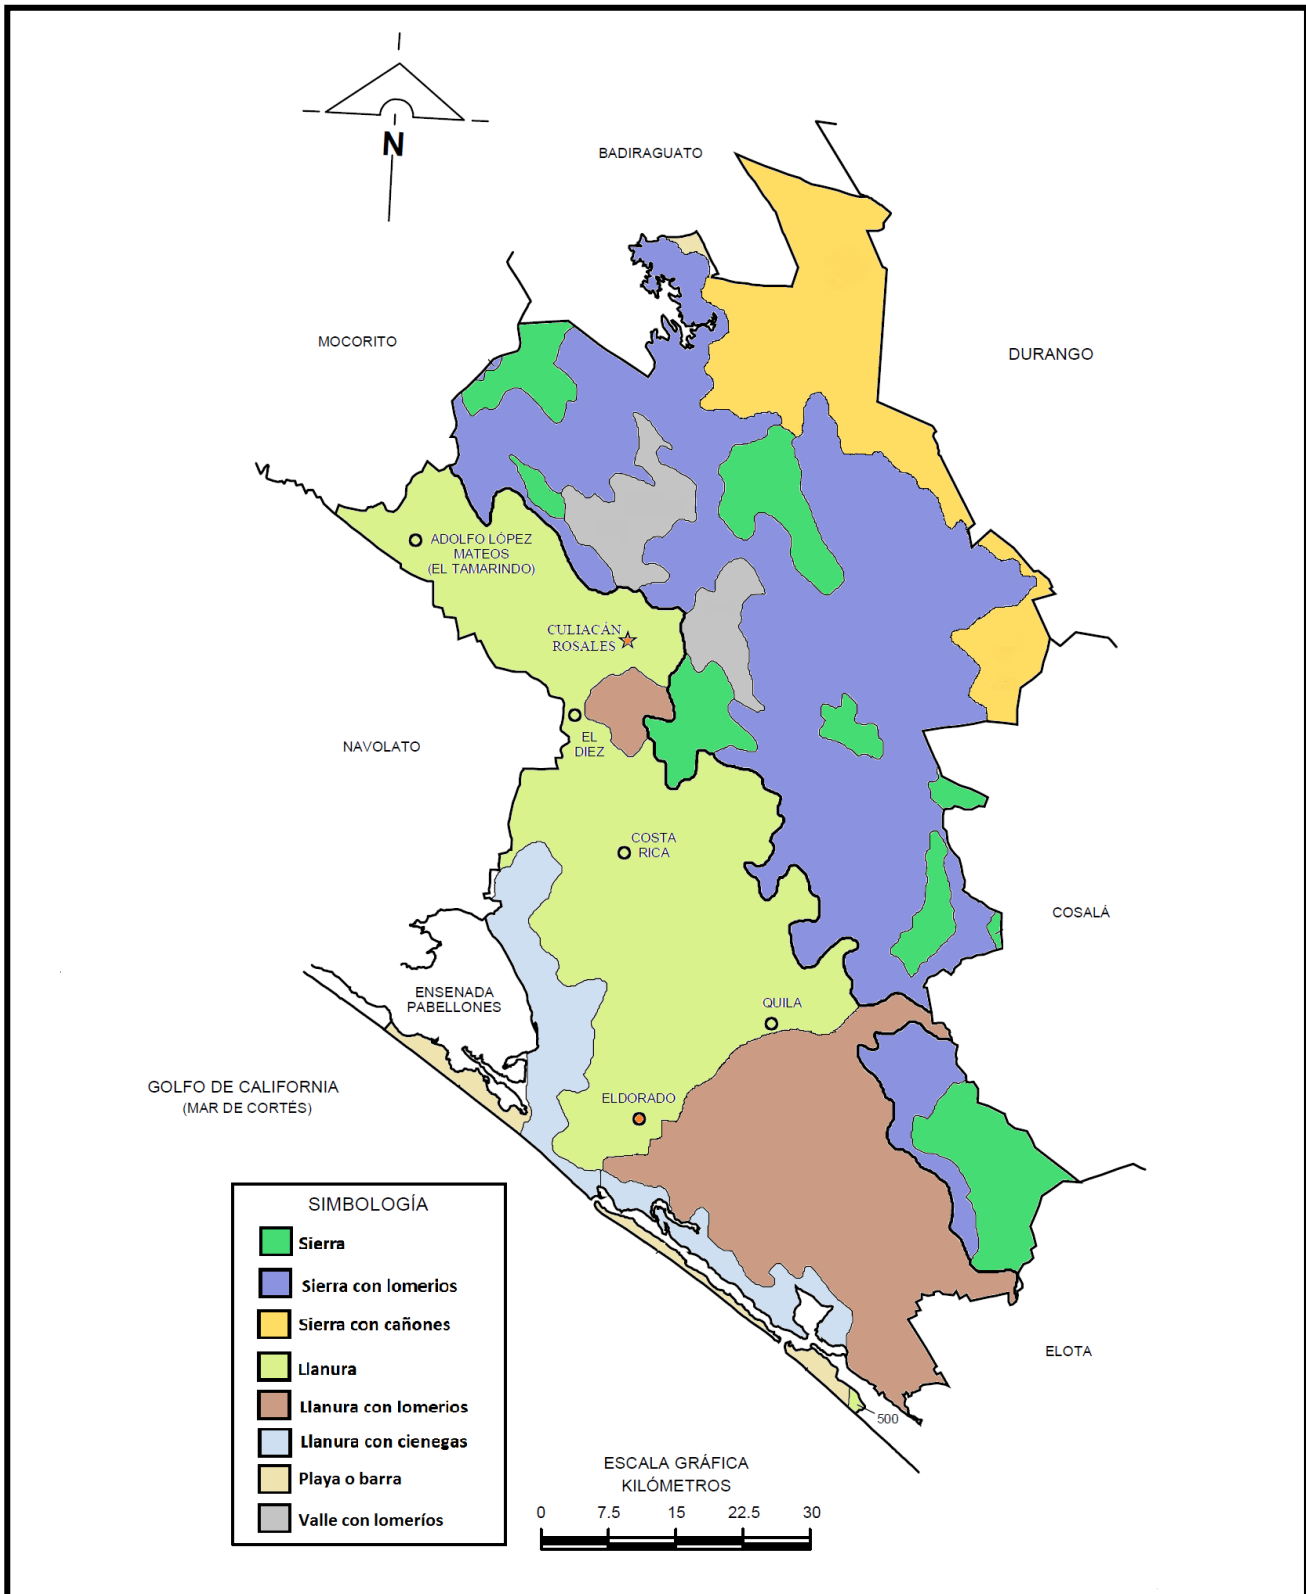 N
BADIRAGUATO
MOCORITO
DURANGO
ADOLFO LÓPEZ
MATEOS
(EL TAMARINDO)
CULIACÁN
ROSALES
NAVOLATO
EL
DIEZ
COSTA
RICA
COSALÁ
ENSENADA
PABELLONES
QUILA
GOLFO DE CALIFORNIA
(MAR DE CORTÉS)
ELDORADO
ELOTA
500
SIMBOLOGÍA
Sierra
Sierra con lomerios
Sierra con cañones
Llanura
Llanura con lomerios
Llanura con cienegas
Playa o barra
Valle con lomeríos
ESCALA GRÁFICA
KILÓMETROS
0 7.5 15 22.5 30